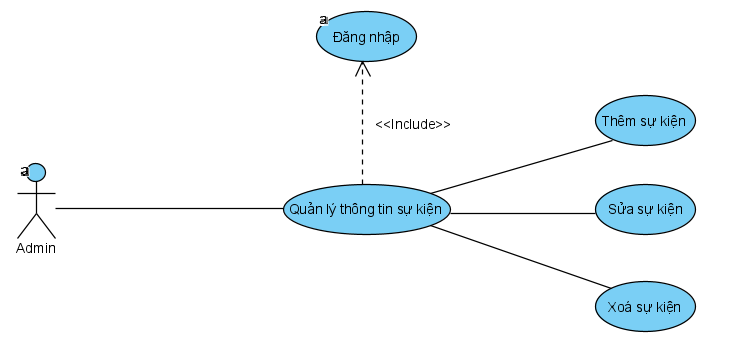 a
Đăng nhập
<<Include>>
Thêm sự kiện
a
Quản lý thông tin sự kiện
Sửa sự kiện
Admin
Xoá sự kiện